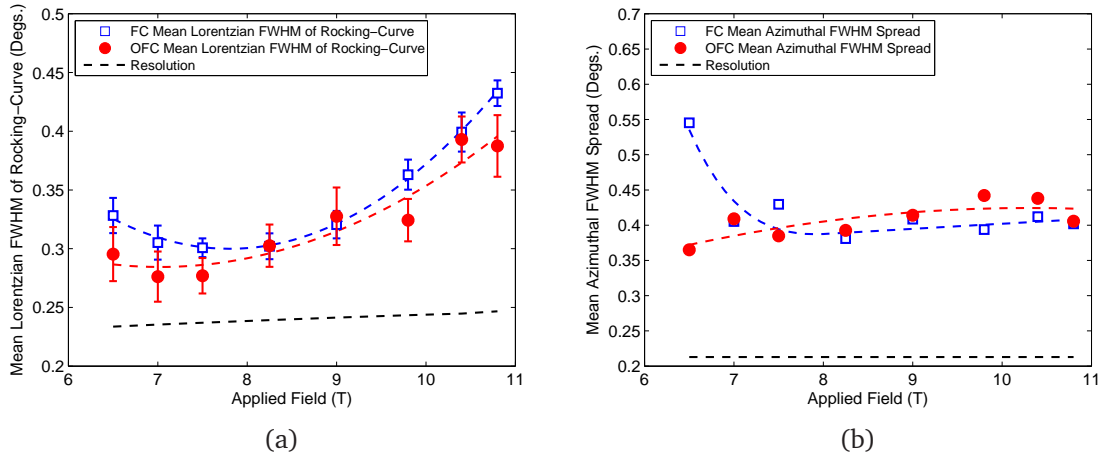 FC Mean Lorentzian FWHM of Rocking−Curve
OFC Mean Lorentzian FWHM of Rocking−Curve
Resolution
Mean Lorentzian FWHM of Rocking−Curve (Degs.)
0.5
0.45
0.4
0.35
0.3
0.25
0.2
6 7 8 9 10 11
Applied Field (T)
(a)
FC Mean Azimuthal FWHM Spread
OFC Mean Azimuthal FWHM Spread
Resolution
Mean Azimuthal FWHM Spread (Degs.)
0.7
0.65
0.6
0.55
0.5
0.45
0.4
0.35
0.3
0.25
0.2
6 7 8 9 10 11
Applied Field (T)
(b)